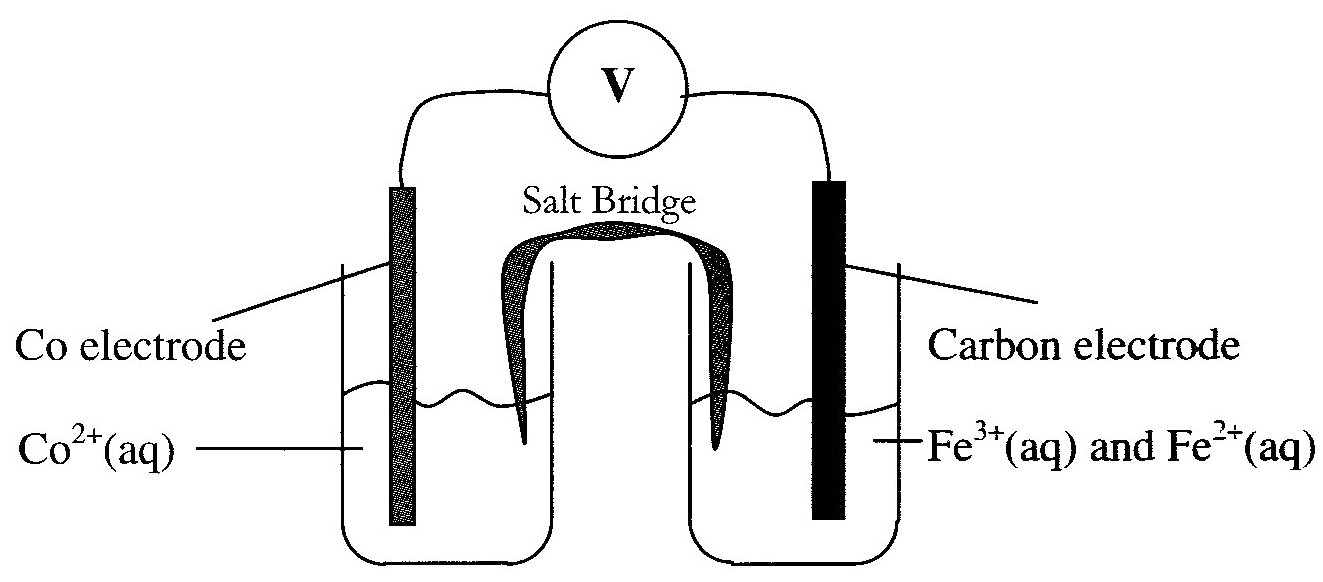 V
Salt Bridge
Co electrode
Carbon electrode
Co²⁺(aq)
Fe³⁺(aq) and Fe²⁺(aq)